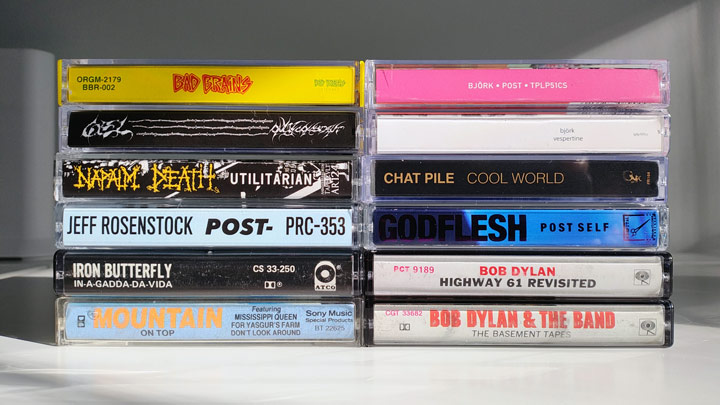 ORGM-2179
BBR-002
BAD BRAINS
GEL
NAPALM DEATH
UTILITARIAN
JEFF ROSENSTOCK POST- PRC-353
IRON BUTTERFLY
IN-A-GADDA-DA-VIDA
CS 33-250
ATCO
MOUNTAIN
ON TOP
Featuring
MISSISSIPPI QUEEN
FOR YASGUR'S FARM
DON'T LOOK AROUND
Sony Music
Special Products
BT 22625
BJÖRK • POST • TPLP51CS
björk
vespertine
CHAT PILE COOL WORLD
GODFLESH POST SELF
PCT 9189
BOB DYLAN
HIGHWAY 61 REVISITED
CGT 33682
BOB DYLAN & THE BAND
THE BASEMENT TAPES